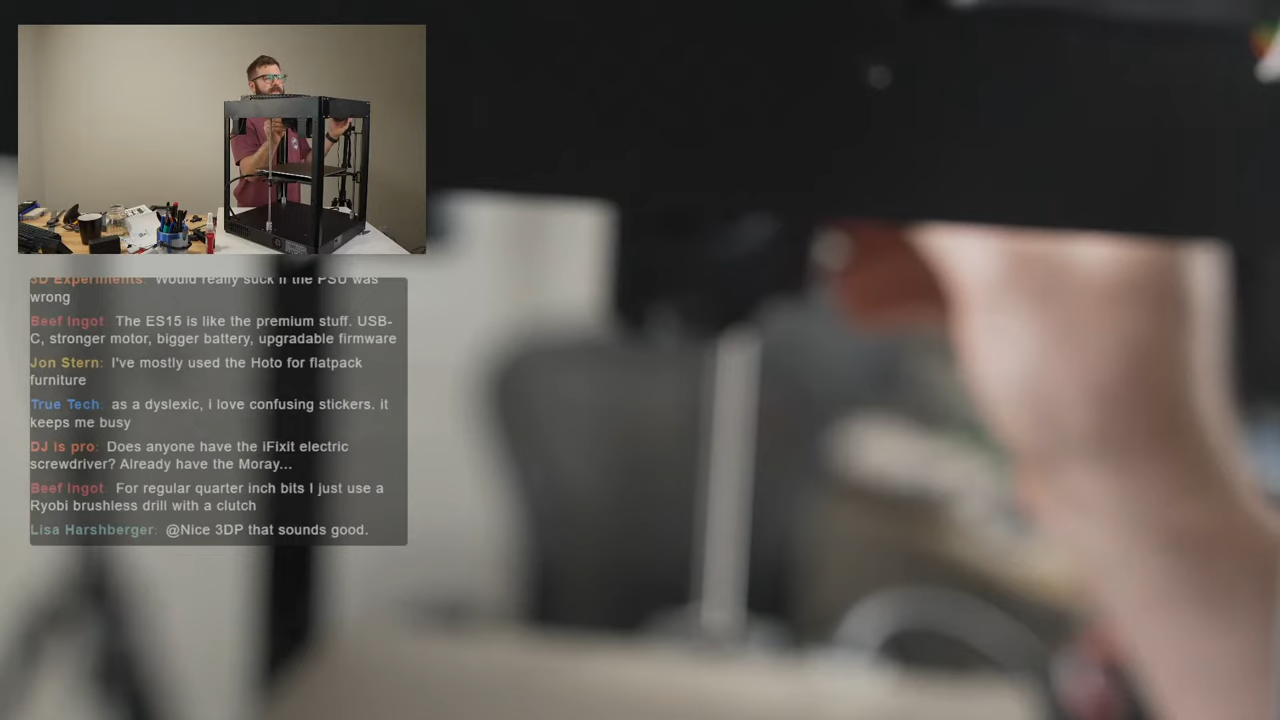 3D Experiments: Would really suck if the PSU was
wrong
Beef Ingot: The ES15 is like the premium stuff. USB-
C, stronger motor, bigger battery, upgradable firmware
Jon Stern: I've mostly used the Hoto for flatpack
furniture
True Tech: as a dyslexic, i love confusing stickers. it
keeps me busy
DJ is pro: Does anyone have the iFixit electric
screwdriver? Already have the Moray...
Beef Ingot: For regular quarter inch bits I just use a
Ryobi brushless drill with a clutch
Lisa Harshberger: @Nice 3DP that sounds good.